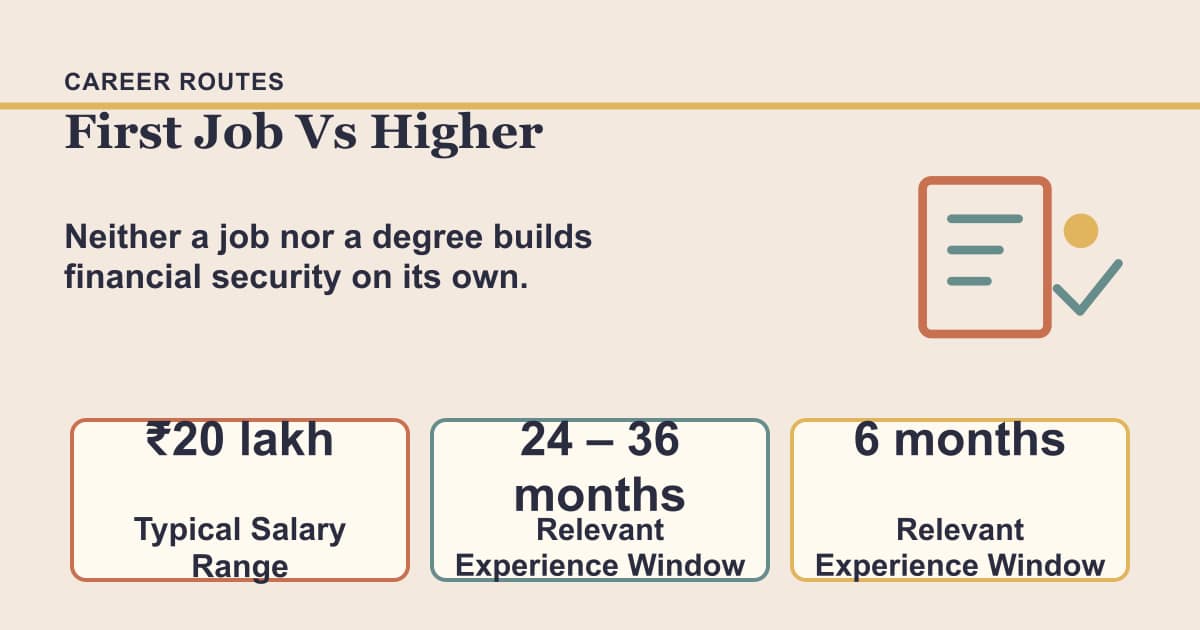 CAREER ROUTES
First Job Vs Higher
Neither a job nor a degree builds
financial security on its own.
₹20 lakh
Typical Salary
Range
24 – 36
months
Relevant
Experience Window
6 months
Relevant
Experience Window